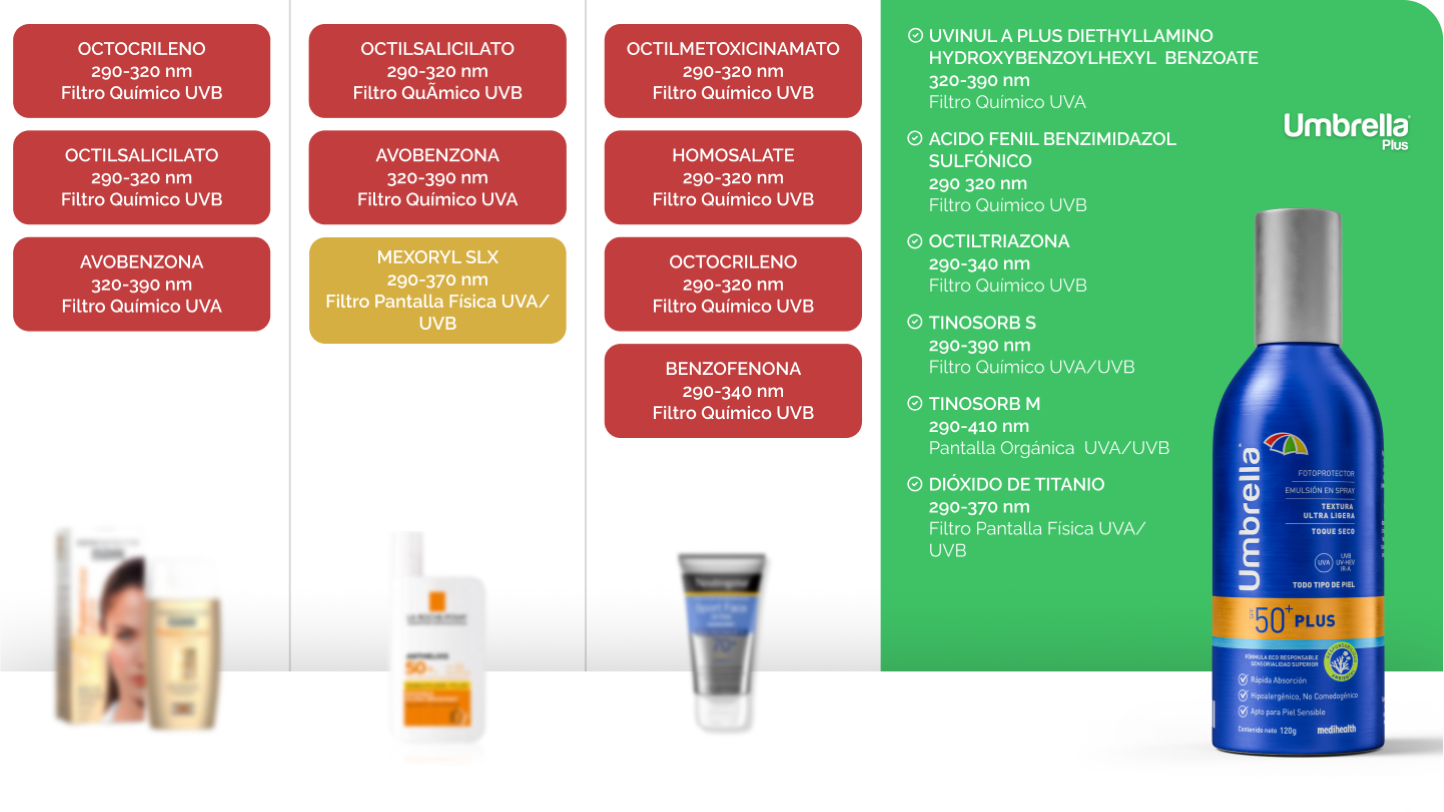 OCTOCRILENO
290-320 nm
Filtro Químico UVB
OCTILSALICILATO
290-320 nm
Filtro Químico UVB
AVOBENZONA
320-390 nm
Filtro Químico UVA
OCTILSALICILATO
290-320 nm
Filtro QuÃmico UVB
AVOBENZONA
320-390 nm
Filtro Químico UVA
MEXORYL SLX
290-370 nm
Filtro Pantalla Física UVA/
UVB
OCTILMETOXICINAMATO
290-320 nm
Filtro Químico UVB
HOMOSALATE
290-320 nm
Filtro Químico UVB
OCTOCRILENO
290-320 nm
Filtro Químico UVB
BENZOFENONA
290-340 nm
Filtro Químico UVB
UVINUL A PLUS DIETHYLLAMINO
HYDROXYBENZOYLHEXYL BENZOATE
320-390 nm
Filtro Químico UVA
ACIDO FENIL BENZIMIDAZOL
SULFÓNICO
290 320 nm
Filtro Químico UVB
OCTILTRIAZONA
290-340 nm
Filtro Químico UVB
TINOSORB S
290-390 nm
Filtro Químico UVA/UVB
TINOSORB M
290-410 nm
Pantalla Orgánica UVA/UVB
DIÓXIDO DE TITANIO
290-370 nm
Filtro Pantalla Física UVA/
UVB
Umbrella
Plus
Neutrogena
Sport Face
70+
50+
Umbrella
FOTOPROTECTOR
EMULSIÓN EN SPRAY
TEXTURA
ULTRA LIGERA
TOQUE SECO
UVA
UVB
UV-HEV
IR-A
TODO TIPO DE PIEL
50+ PLUS
FÓRMULA ECO RESPONSABLE
SENSORIALIDAD SUPERIOR
Rápida Absorción
Hipoalergénico, No Comedogénico
Apto para Piel Sensible
Contenido neto 120g
medihealth